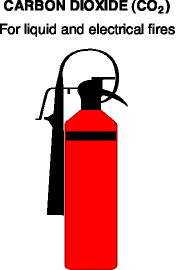 CARBON DIOXIDE (CO₂)
For liquid and electrical fires